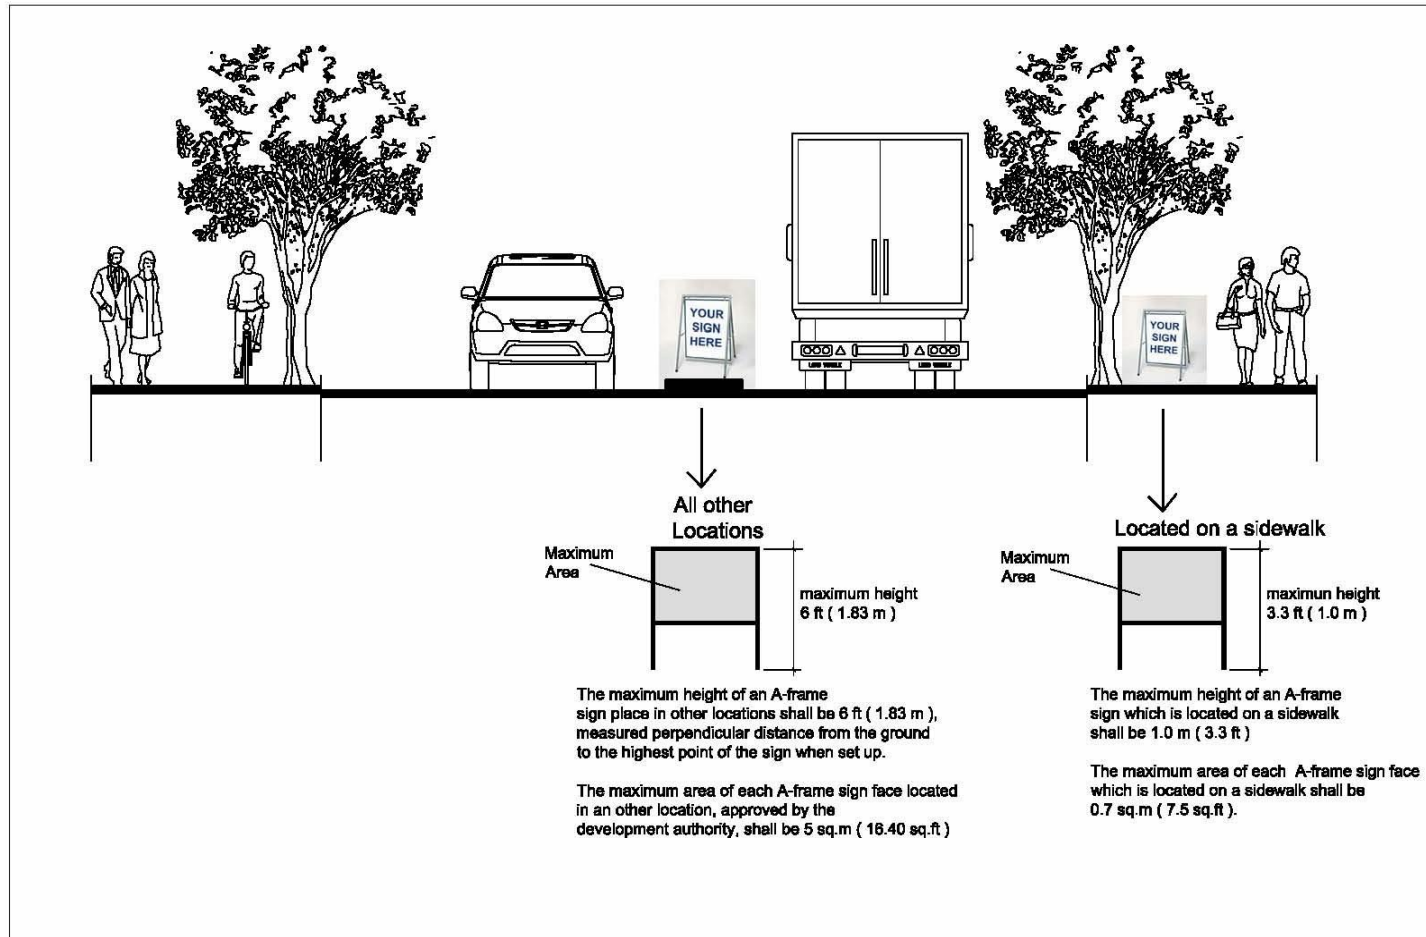 YOUR
SIGN
HERE
YOUR
SIGN
HERE
All other
Locations
Maximum
Area
maximum height
6 ft ( 1.83 m )
The maximum height of an A-frame
sign place in other locations shall be 6 ft ( 1.83 m ),
measured perpendicular distance from the ground
to the highest point of the sign when set up.
The maximum area of each A-frame sign face located
in an other location, approved by the
development authority, shall be 5 sq.m ( 16.40 sq.ft )
Located on a sidewalk
Maximum
Area
maximun height
3.3 ft ( 1.0 m )
The maximum height of an A-frame
sign which is located on a sidewalk
shall be 1.0 m ( 3.3 ft )
The maximum area of each A-frame sign face
which is located on a sidewalk shall be
0.7 sq.m ( 7.5 sq.ft ).